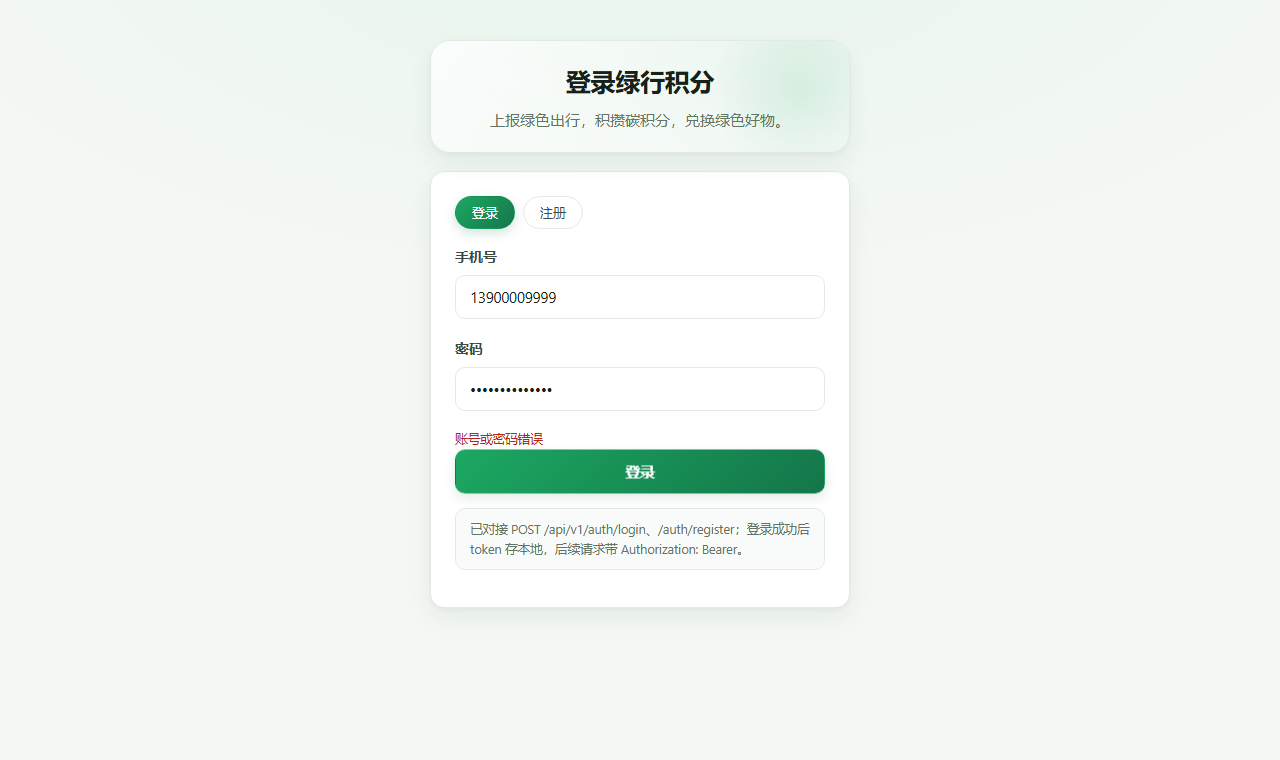 登录绿行积分
上报绿色出行，积攒碳积分，兑换绿色好物。
登录
注册
手机号
13900009999
密码
••••••••••••••
账号或密码错误
登录
已对接 POST /api/v1/auth/login、/auth/register；登录成功后
token 存本地，后续请求带 Authorization: Bearer。